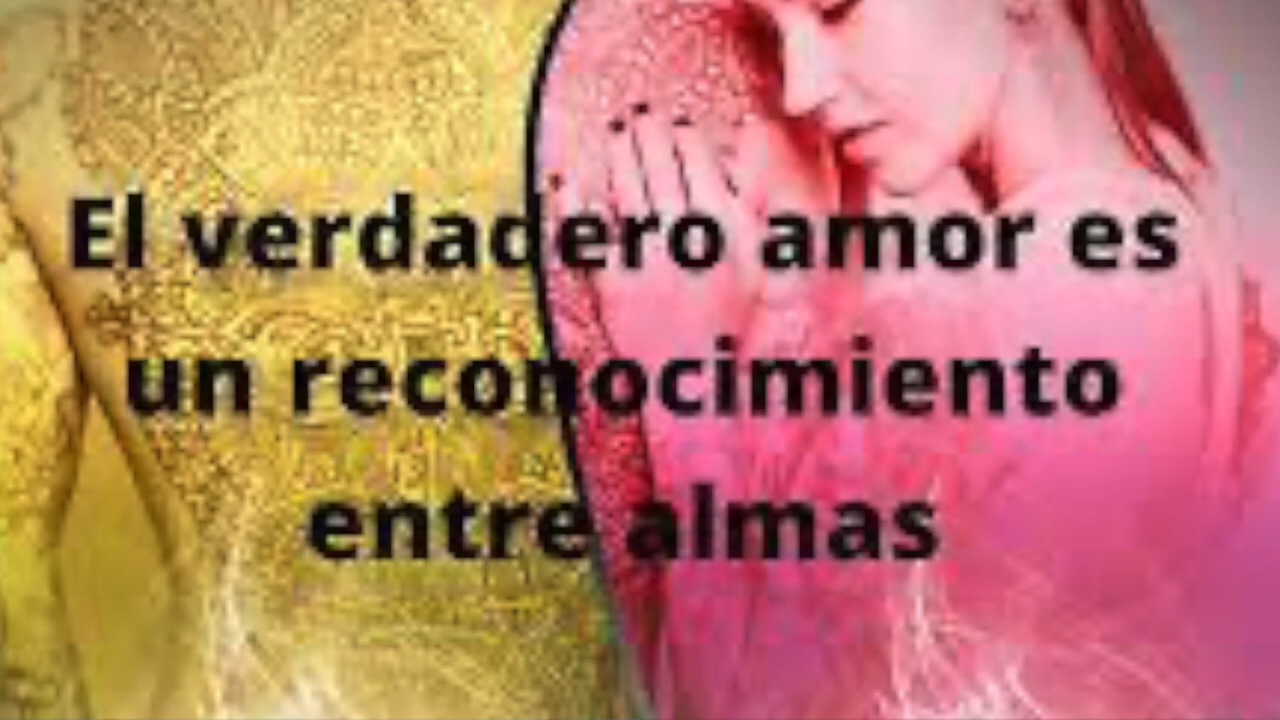 El verdadero amor es
un reconocimiento
entre almas